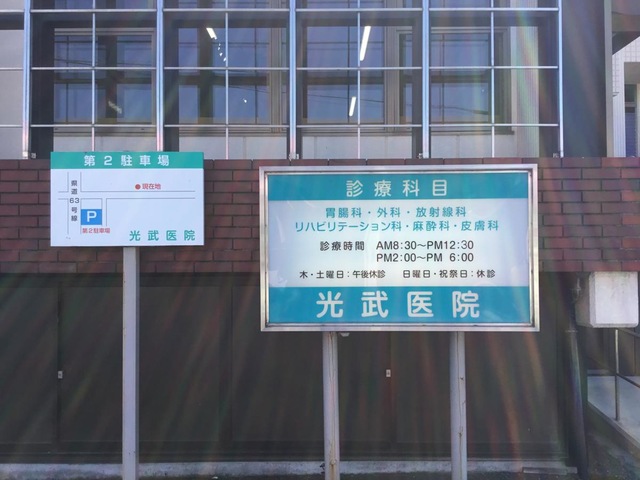 第2駐車場
県道63号線
●現在地
P
第2駐車場
光武医院
診療科目
胃腸科・外科・放射線科
リハビリテーション科・麻酔科・皮膚科
診療時間 AM8:30～PM12:30
PM2:00～PM 6:00
木・土曜日:午後休診 日曜日・祝祭日:休診
光武医院